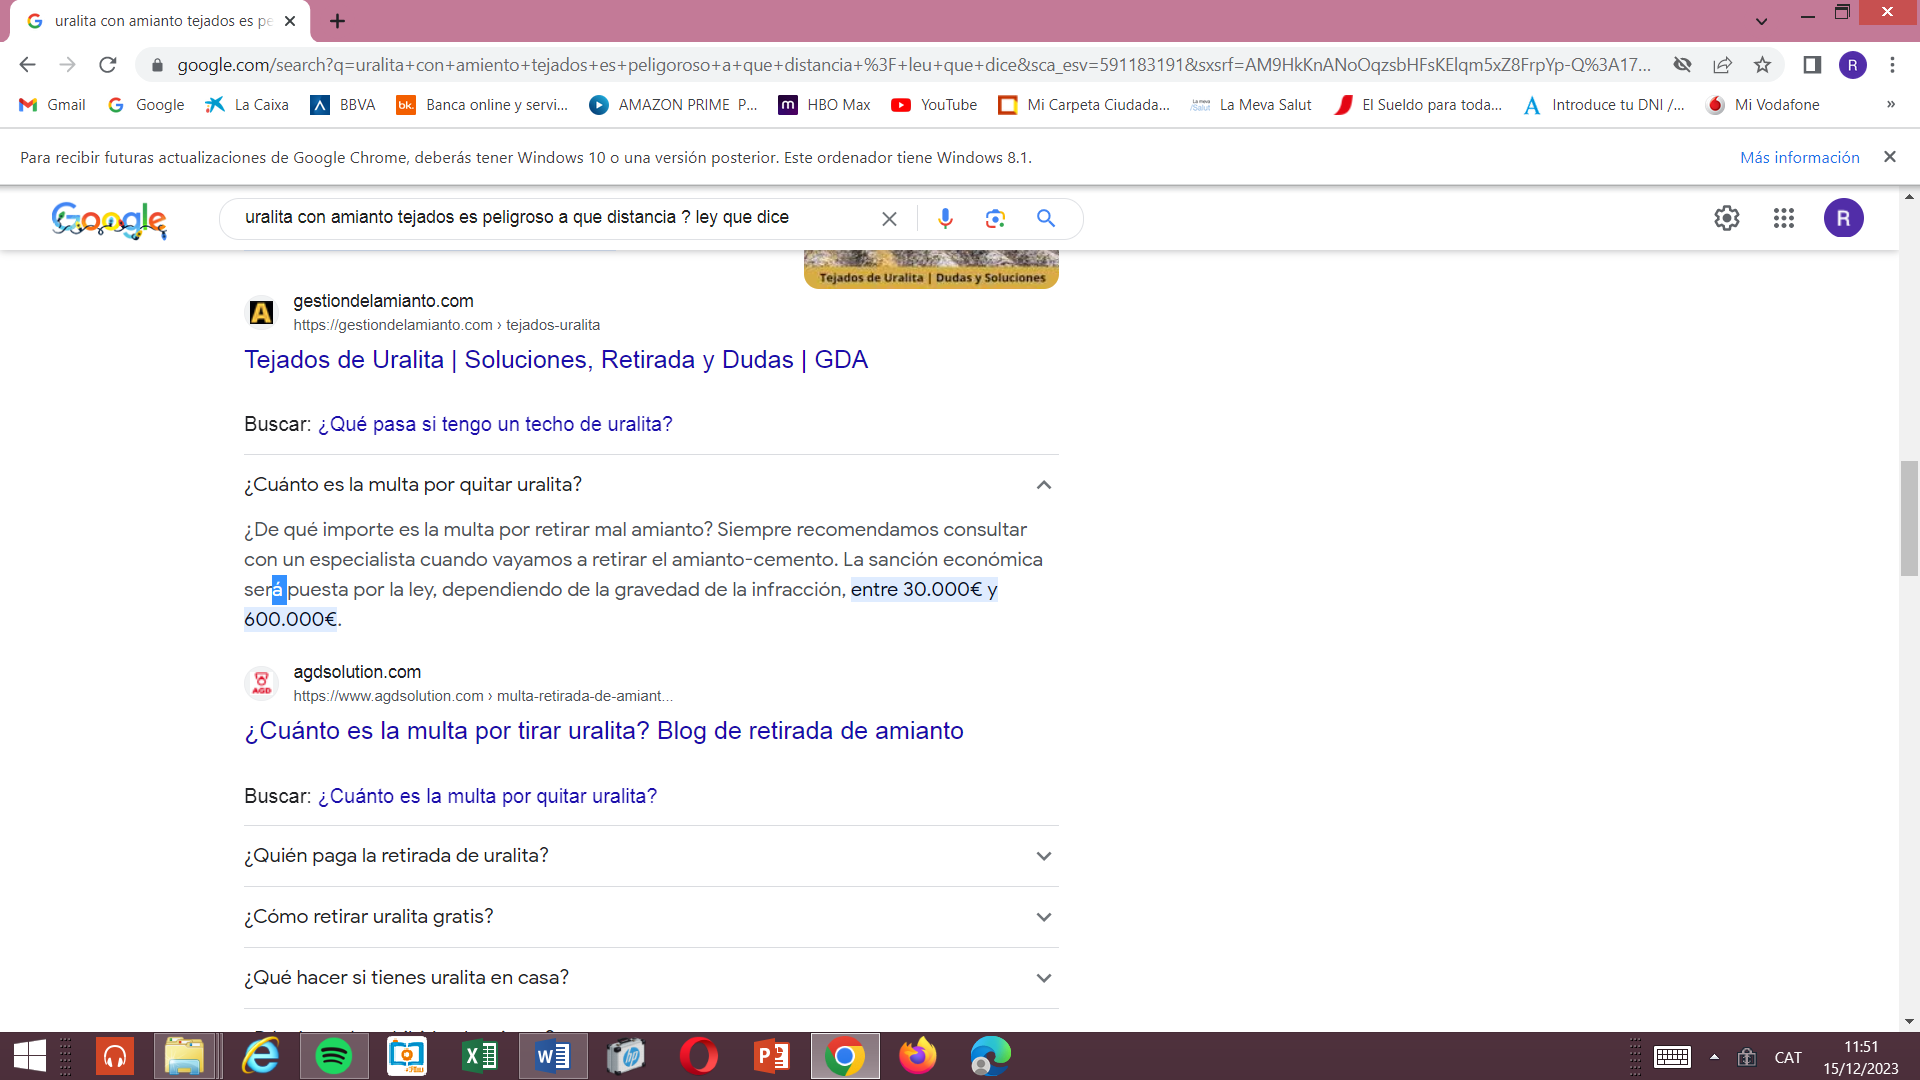 uralita con amianto tejados es pe
google.com/search?q=uralita+con+amiento+tejados+es+peligoroso+a+que+distancia+%3F+leu+que+dice&sca_esv=591183191&sxsrf=AM9HkKnANoOqzsbHFsKElqm5xZ8FrpYp-Q%3A17...
R
Gmail
Google
La Caixa
BBVA
bk.
Banca online y servi...
AMAZON PRIME P...
m
HBO Max
YouTube
Mi Carpeta Ciudada...
La Meva Salut
El Sueldo para toda...
Introduce tu DNI /...
Mi Vodafone
»
Para recibir futuras actualizaciones de Google Chrome, deberás tener Windows 10 o una versión posterior. Este ordenador tiene Windows 8.1.
Más información
Google
uralita con amianto tejados es peligroso a que distancia ? ley que dice
R
Tejados de Uralita | Dudas y Soluciones
A
gestiondelamianto.com
https://gestiondelamianto.com › tejados-uralita
Tejados de Uralita | Soluciones, Retirada y Dudas | GDA
Buscar: ¿Qué pasa si tengo un techo de uralita?
¿Cuánto es la multa por quitar uralita?
¿De qué importe es la multa por retirar mal amianto? Siempre recomendamos consultar
con un especialista cuando vayamos a retirar el amianto-cemento. La sanción económica
será puesta por la ley, dependiendo de la gravedad de la infracción, entre 30.000€ y
600.000€.
AGD
agdsolution.com
https://www.agdsolution.com › multa-retirada-de-amiant...
¿Cuánto es la multa por tirar uralita? Blog de retirada de amianto
Buscar: ¿Cuánto es la multa por quitar uralita?
¿Quién paga la retirada de uralita?
¿Cómo retirar uralita gratis?
¿Qué hacer si tienes uralita en casa?
CAT
11:51
15/12/2023